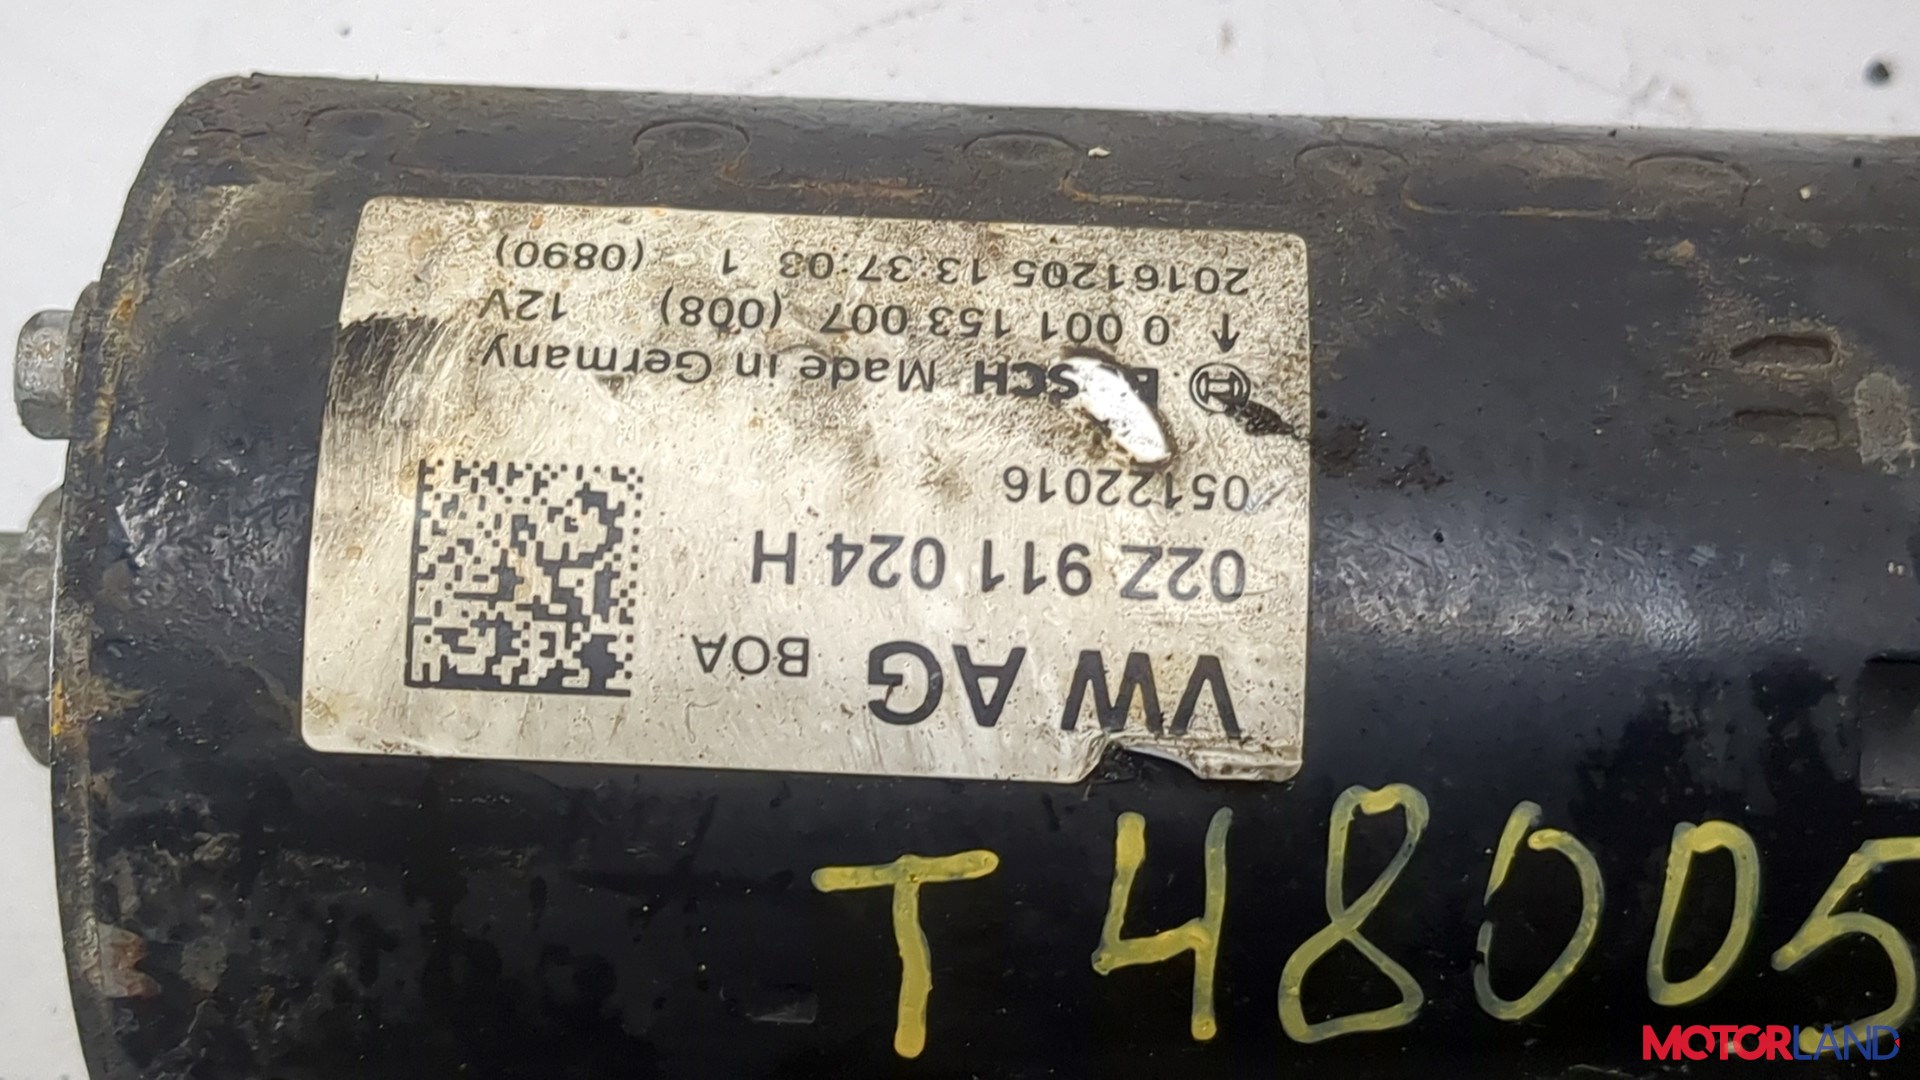 VW AG BOA
02Z 911 024 H
05122016
BOSCH Made in Germany
↑ 0 001 153 007 (008) 12V
20161205 13:37:03 1 (0890)
T48005
MOTORLAND